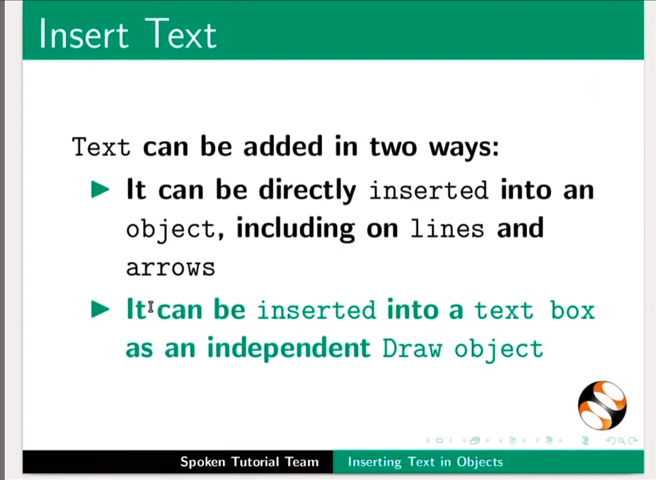 Insert Text
Text can be added in two ways:
It can be directly inserted into an
object, including on lines and
arrows
It can be inserted into a text box
as an independent Draw object
Spoken Tutorial Team
Inserting Text in Objects